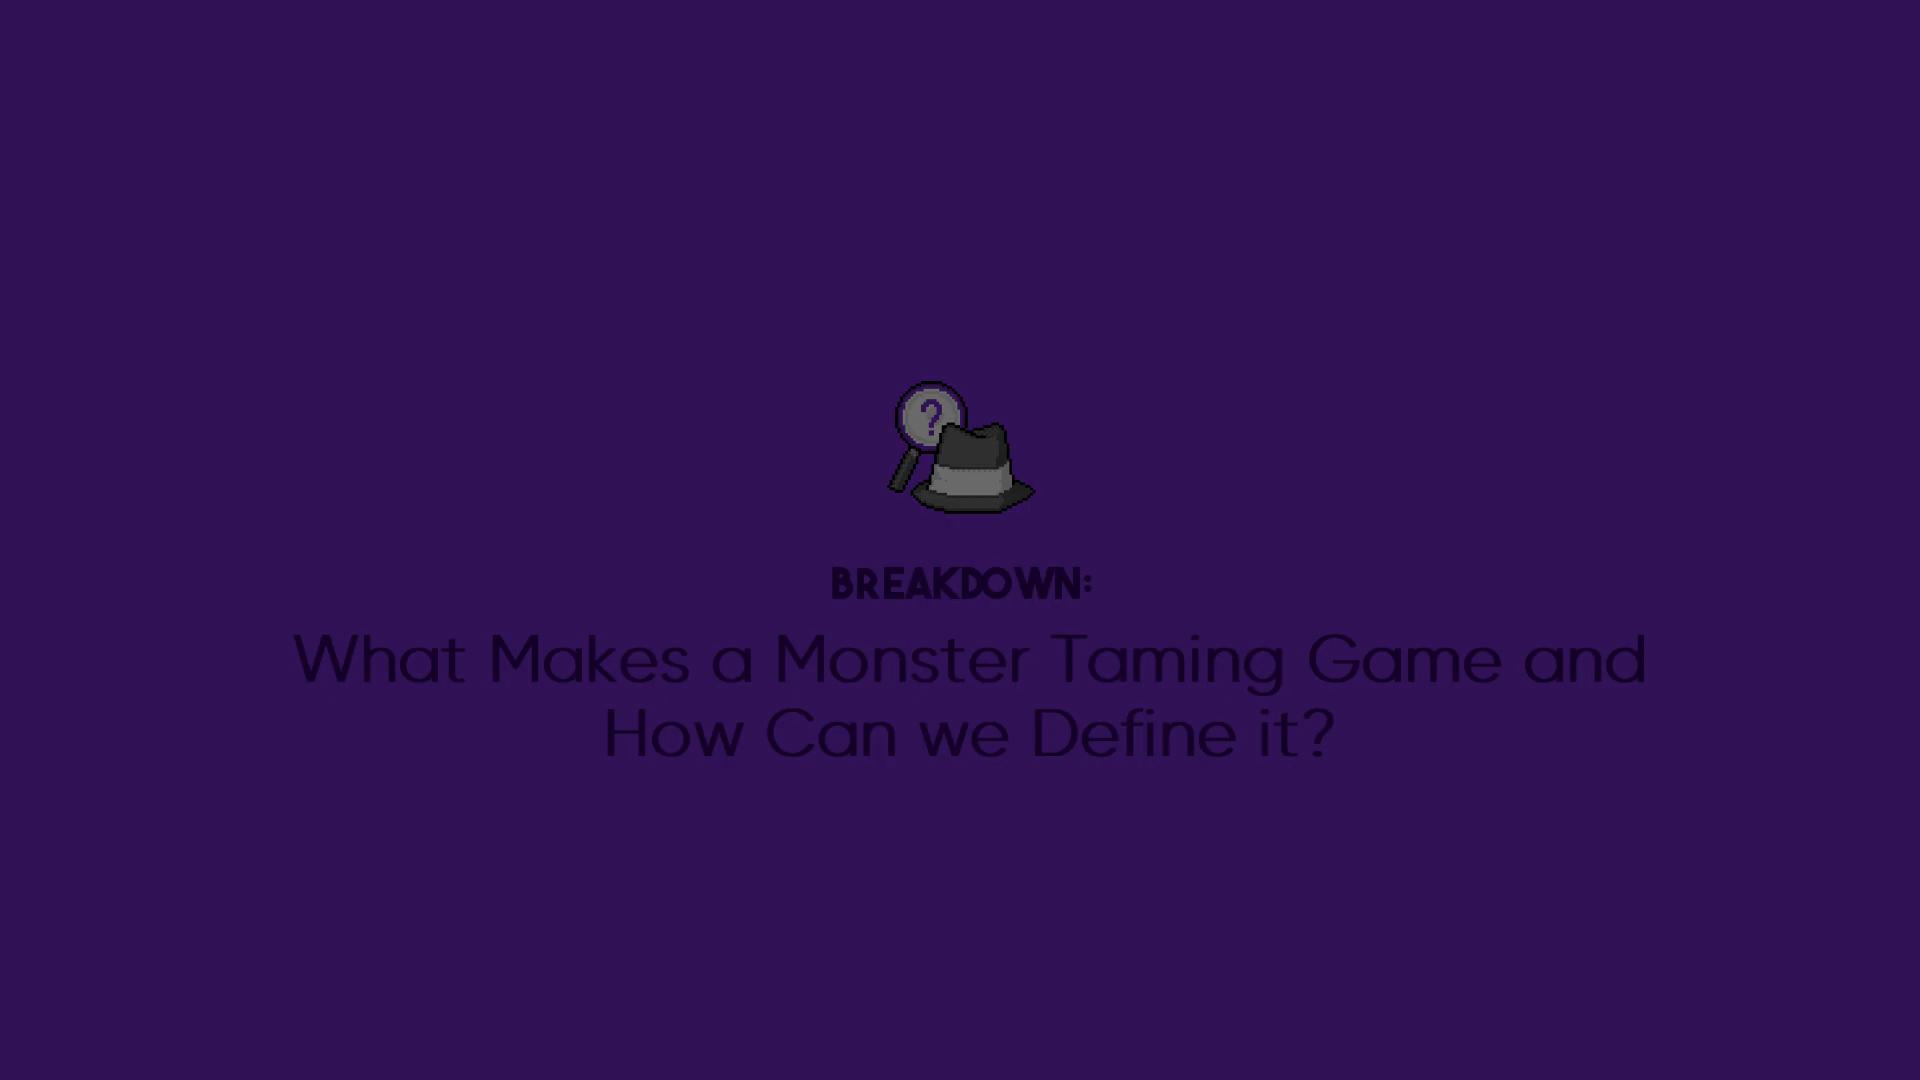 ?
BREAKDOWN:
What Makes a Monster Taming Game and
How Can we Define it?